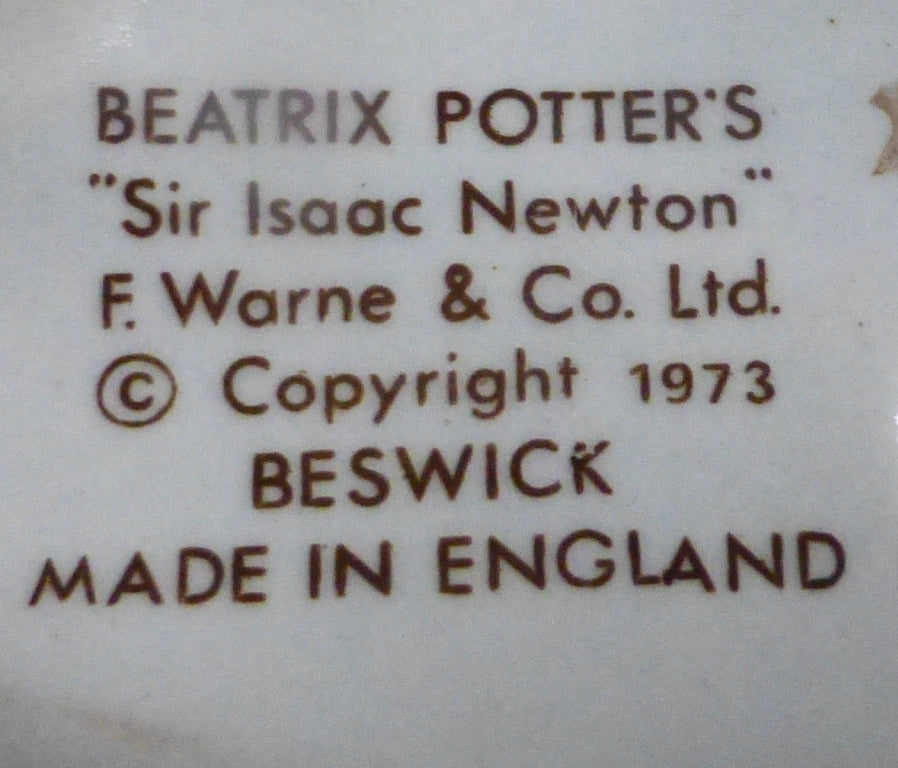 BEATRIX POTTER'S
"Sir Isaac Newton"
F. Warne & Co. Ltd.
© Copyright 1973
BESWICK
MADE IN ENGLAND